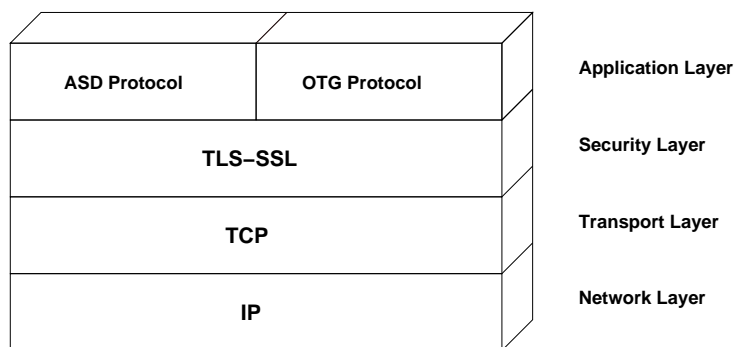 ASD Protocol
OTG Protocol
Application Layer
TLS–SSL
Security Layer
TCP
Transport Layer
IP
Network Layer